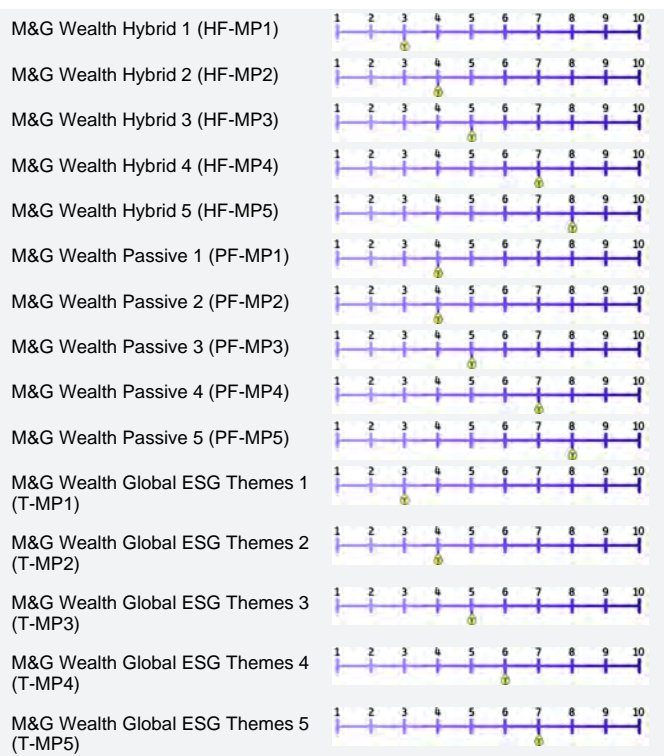 1 2 3 4 5 6 7 8 9 10
M&G Wealth Hybrid 1 (HF-MP1)
1 2 3 4 5 6 7 8 9 10
M&G Wealth Hybrid 2 (HF-MP2)
1 2 3 4 5 6 7 8 9 10
M&G Wealth Hybrid 3 (HF-MP3)
1 2 3 4 5 6 7 8 9 10
M&G Wealth Hybrid 4 (HF-MP4)
1 2 3 4 5 6 7 8 9 10
M&G Wealth Hybrid 5 (HF-MP5)
1 2 3 4 5 6 7 8 9 10
M&G Wealth Passive 1 (PF-MP1)
1 2 3 4 5 6 7 8 9 10
M&G Wealth Passive 2 (PF-MP2)
1 2 3 4 5 6 7 8 9 10
M&G Wealth Passive 3 (PF-MP3)
1 2 3 4 5 6 7 8 9 10
M&G Wealth Passive 4 (PF-MP4)
1 2 3 4 5 6 7 8 9 10
M&G Wealth Passive 5 (PF-MP5)
1 2 3 4 5 6 7 8 9 10
M&G Wealth Global ESG Themes 1
(T-MP1)
1 2 3 4 5 6 7 8 9 10
M&G Wealth Global ESG Themes 2
(T-MP2)
1 2 3 4 5 6 7 8 9 10
M&G Wealth Global ESG Themes 3
(T-MP3)
1 2 3 4 5 6 7 8 9 10
M&G Wealth Global ESG Themes 4
(T-MP4)
1 2 3 4 5 6 7 8 9 10
M&G Wealth Global ESG Themes 5
(T-MP5)